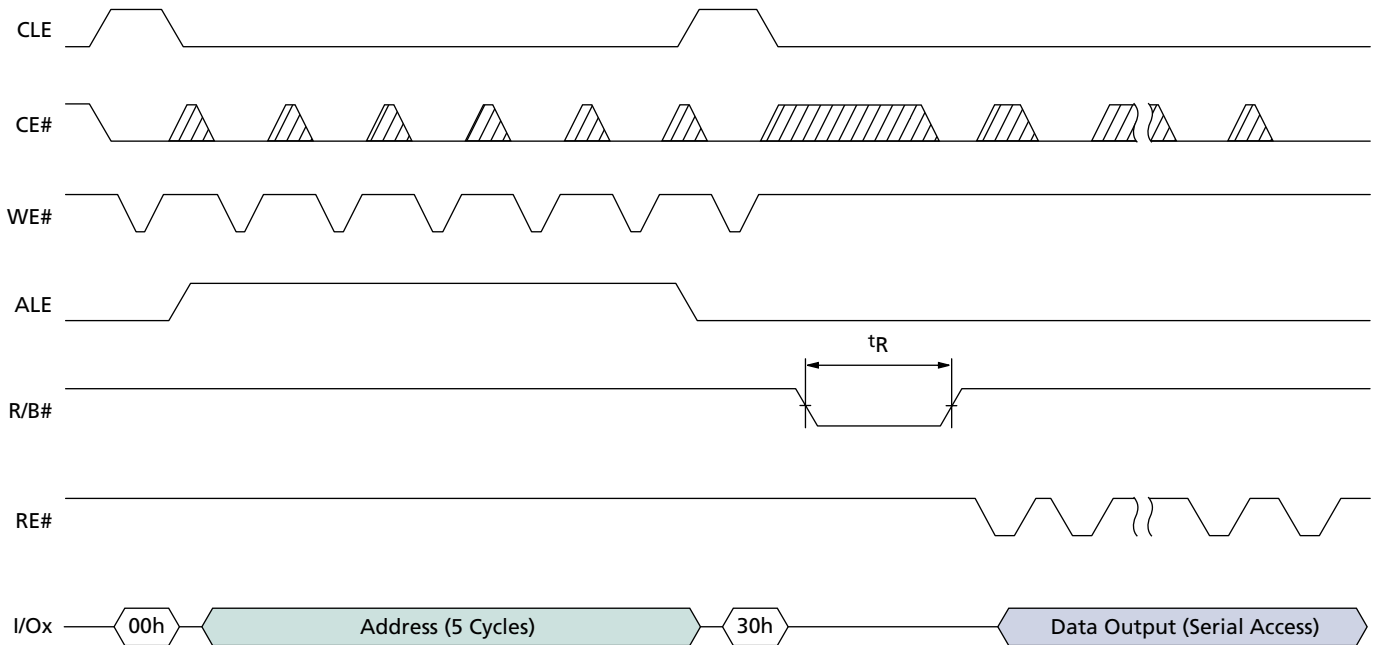 CLE
CE#
WE#
ALE
tR
R/B#
RE#
I/Ox 00h Address (5 Cycles) 30h Data Output (Serial Access)